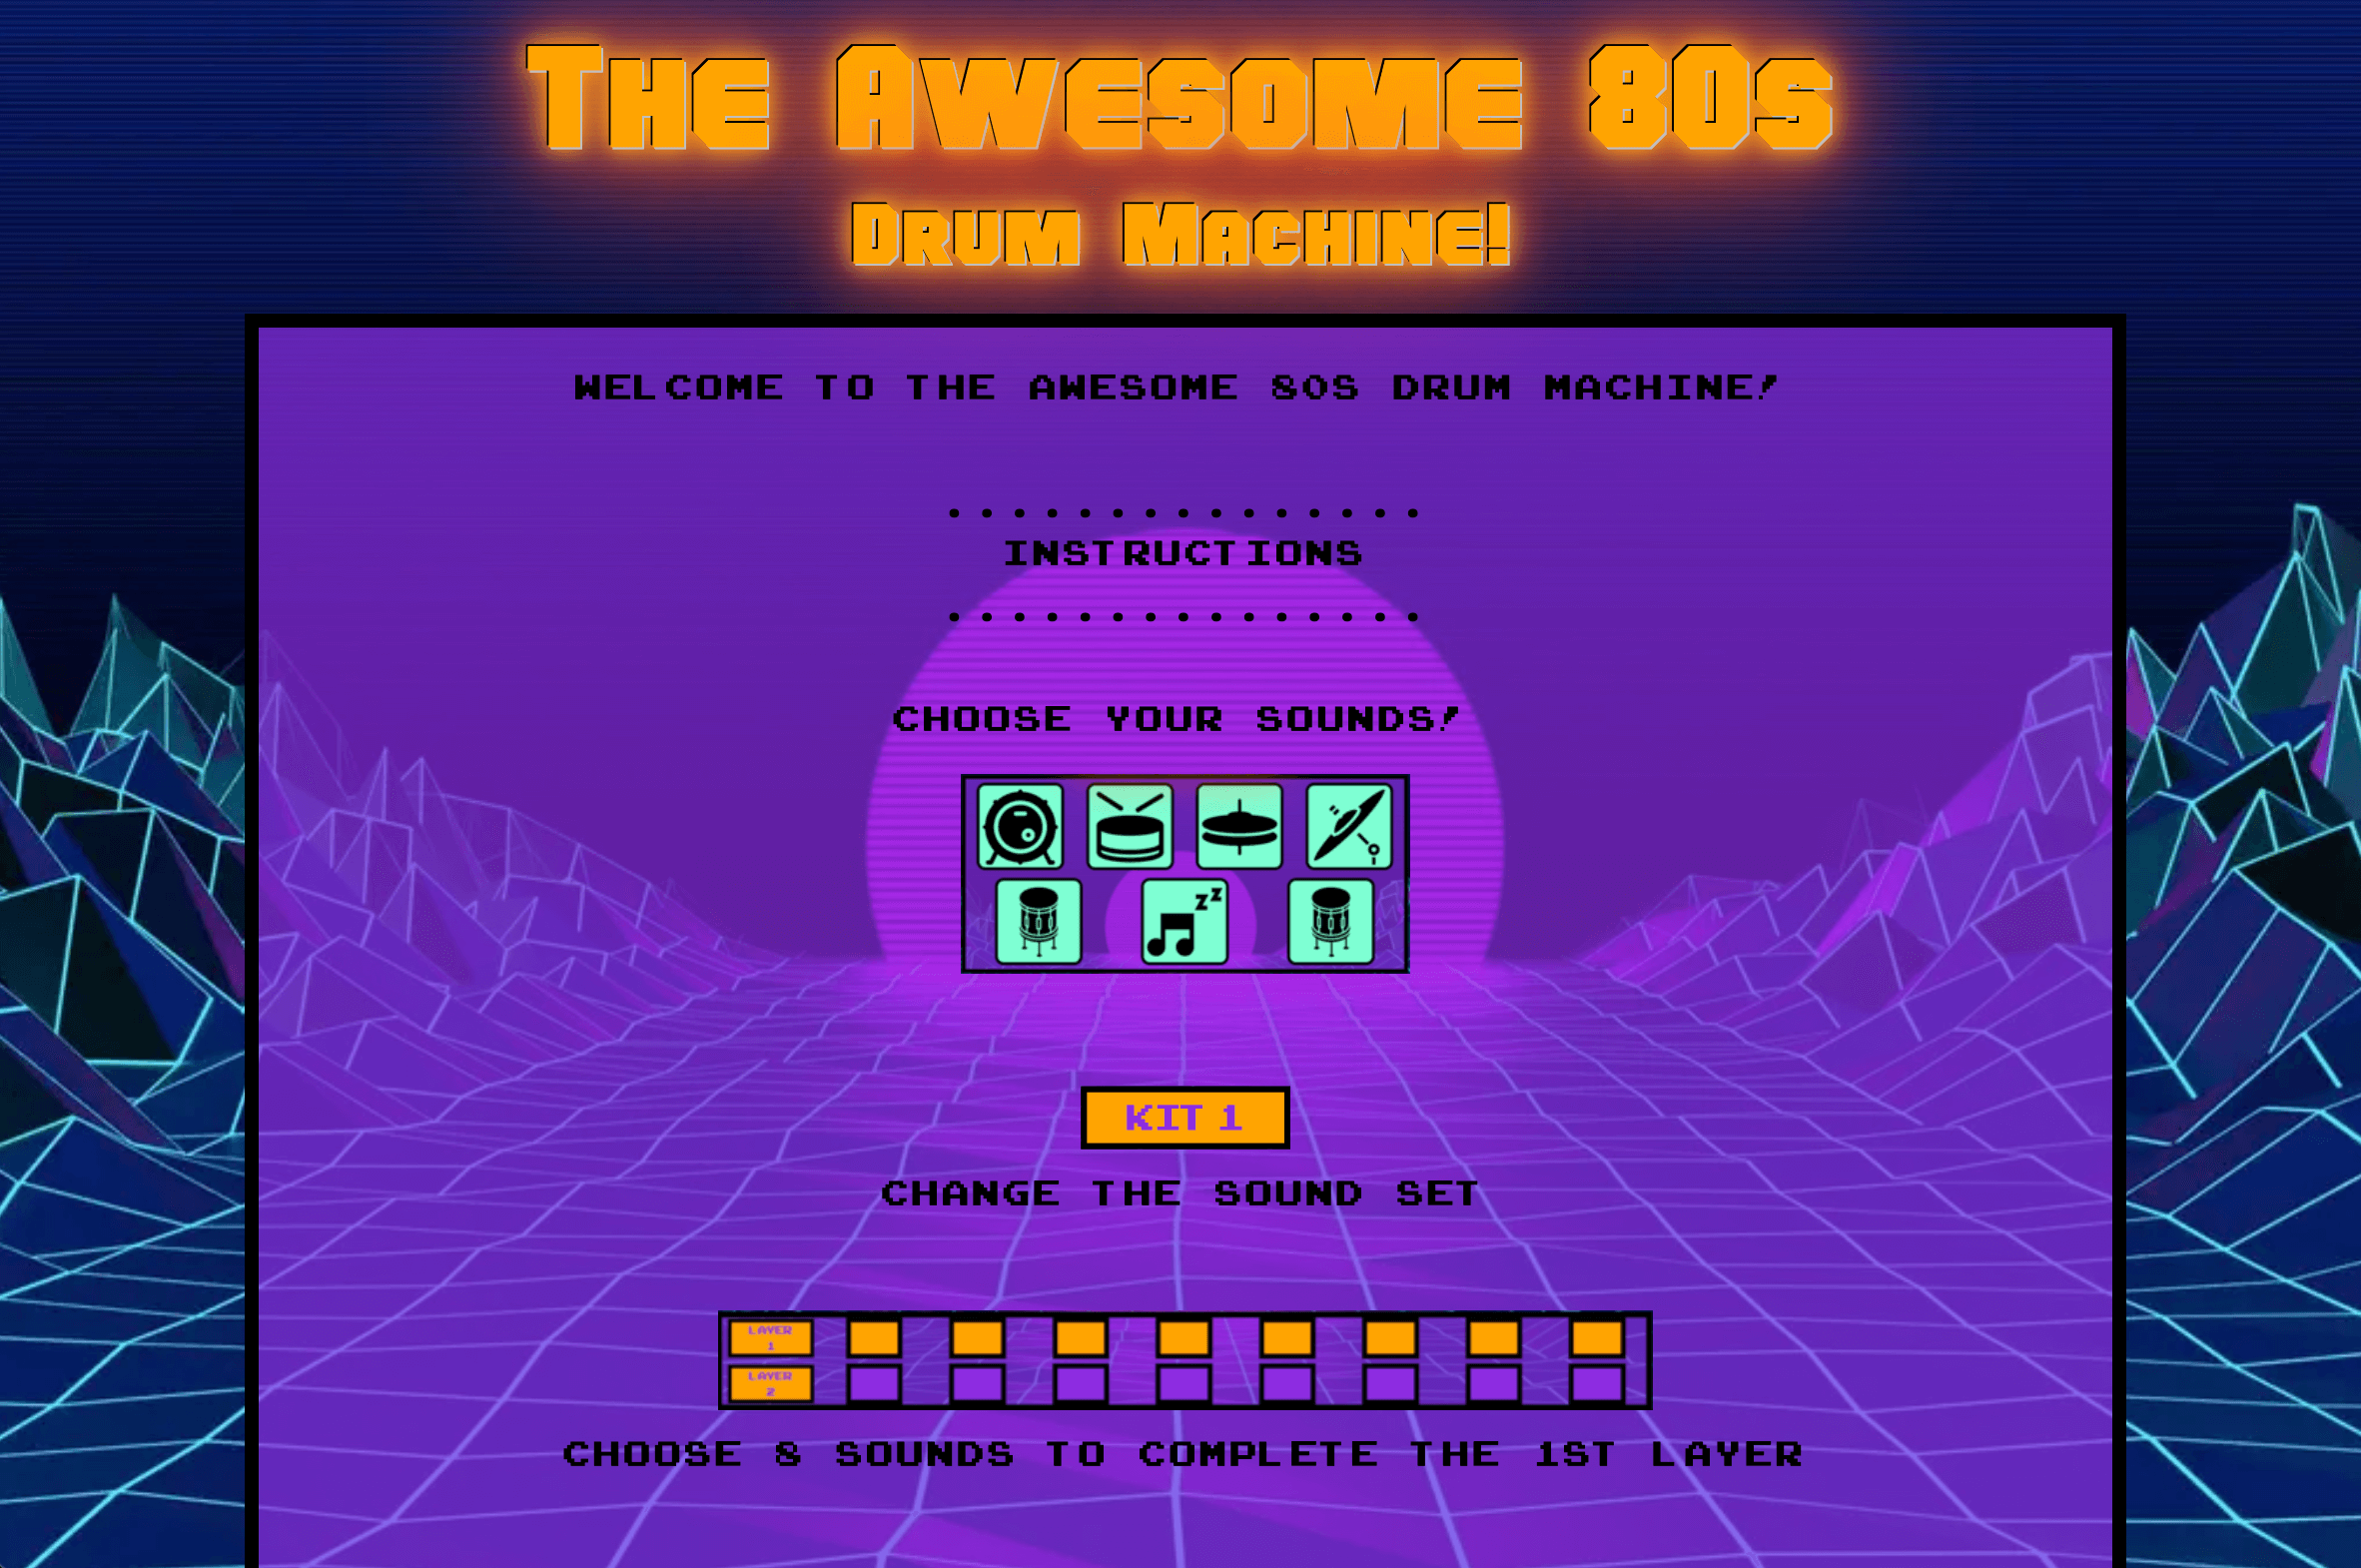 The Awesome 80s
Drum Machine!
WELCOME TO THE AWESOME 80S DRUM MACHINE!
...............
INSTRUCTIONS
...............
CHOOSE YOUR SOUNDS!
zz
KIT 1
CHANGE THE SOUND SET
LAYER
1
LAYER
2
CHOOSE 8 SOUNDS TO COMPLETE THE 1ST LAYER